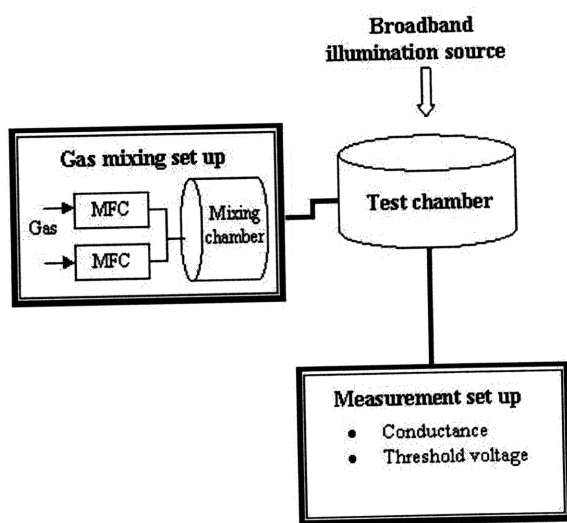 Broadband
illumination source
Gas mixing set up
MFC
Gas
MFC
Mixing
chamber
Test chamber
Measurement set up
• Conductance
• Threshold voltage